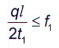 ql/2t₁ ≤ f₁